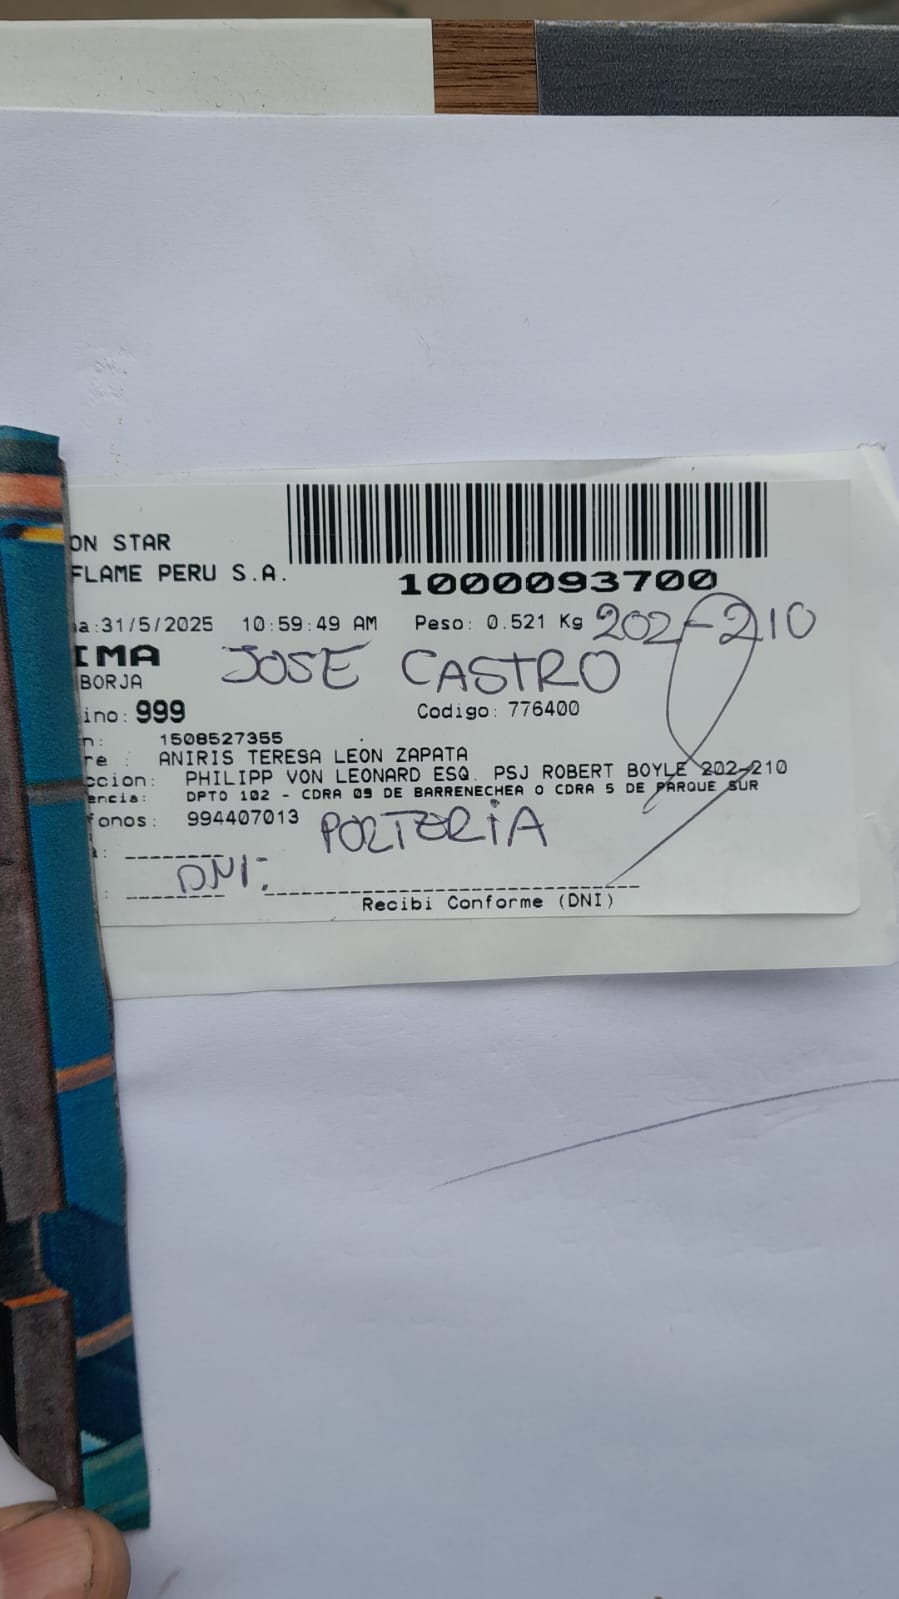 ON STAR
FLAME PERU S.A.
1000093700
a:31/5/2025 10:59:49 AM Peso: 0.521 Kg 202-210
IMA JOSE CASTRO
BORJA
ino: 999 Codigo: 776400
n: 1508527355
re : ANIRIS TERESA LEON ZAPATA
ccion: PHILIPP VON LEONARD ESQ. PSJ ROBERT BOYLE 202-210
encia: DPTO 102 - CDRA 09 DE BARRENECHEA O CDRA 5 DE PARQUE SUR
fonos: 994407013 PORTERIA
DNI:
Recibi Conforme (DNI)